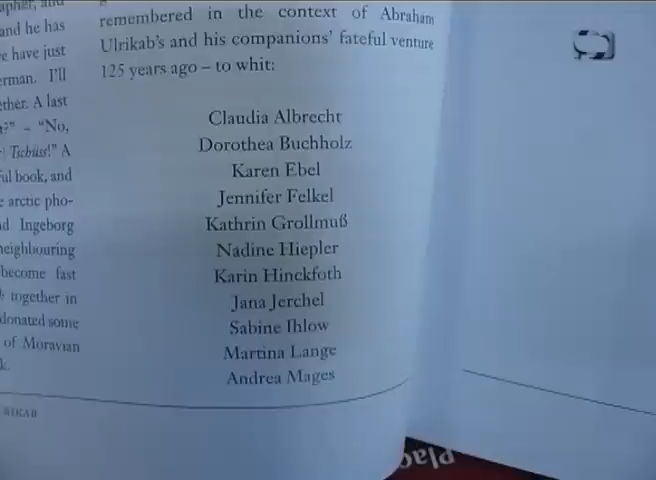 and he has
e have just
erman. I'll
ether. A last
t?" – "No,
Tschüss!" A
ful book, and
e arctic pho-
d Ingeborg
neighbouring
become fast
together in
donated some
of Moravian
k.
remembered in the context of Abraham
Ulrikab's and his companions' fateful venture
125 years ago – to whit:
Claudia Albrecht
Dorothea Buchholz
Karen Ebel
Jennifer Felkel
Kathrin Grollmuß
Nadine Hiepler
Karin Hinckfoth
Jana Jerchel
Sabine Ihlow
Martina Lange
Andrea Mages